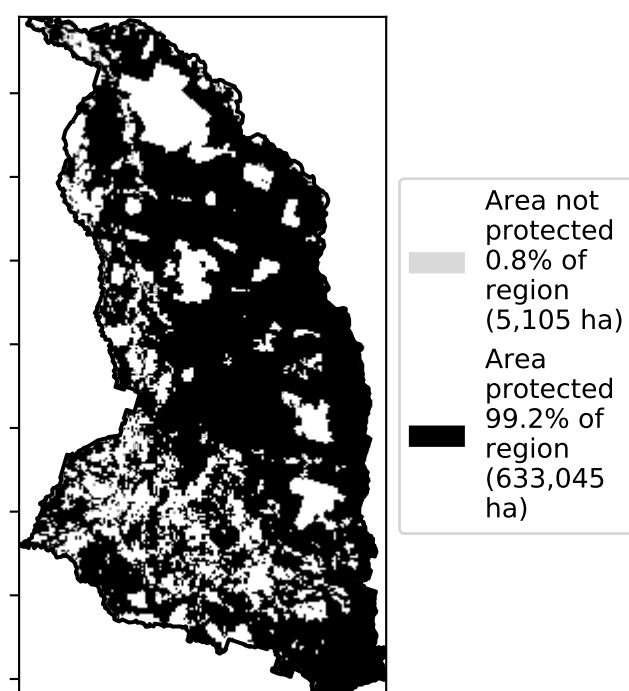 Area not
protected
0.8% of
region
(5,105 ha)
Area
protected
99.2% of
region
(633,045
ha)